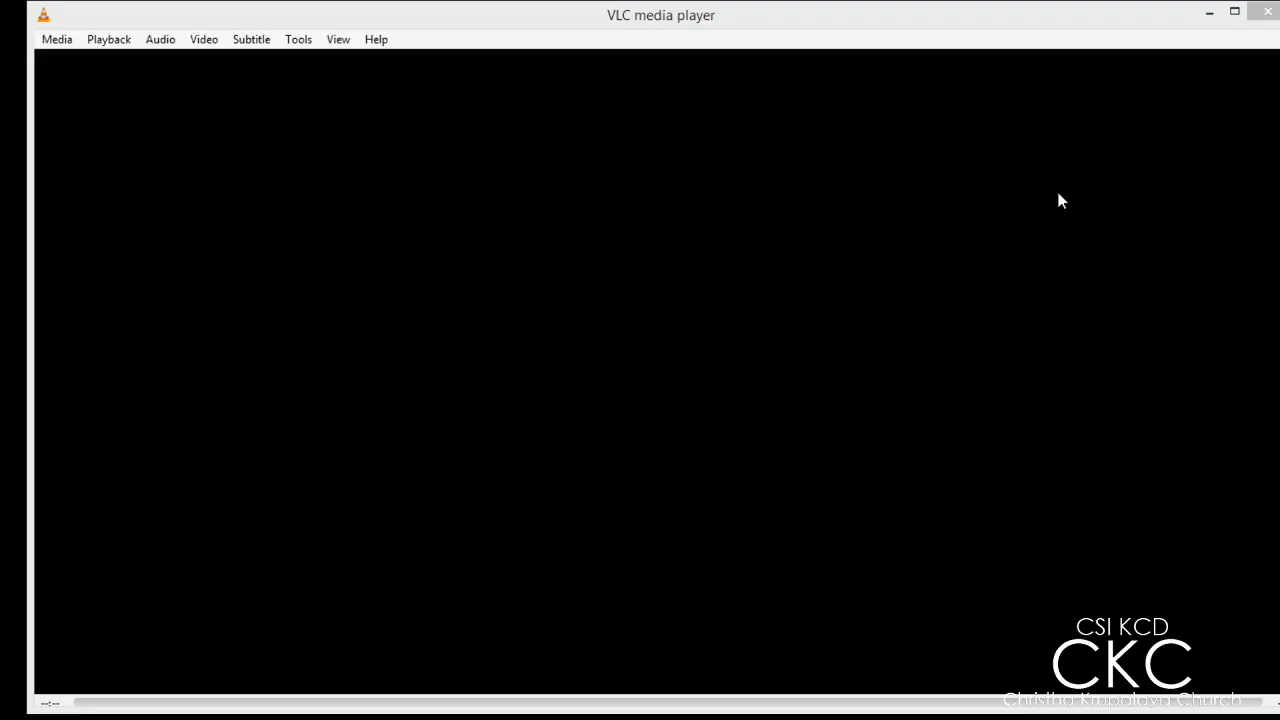 VLC media player
Media Playback Audio Video Subtitle Tools View Help
CSI KCD
CKC
Christha Krupalaya Church
--:--